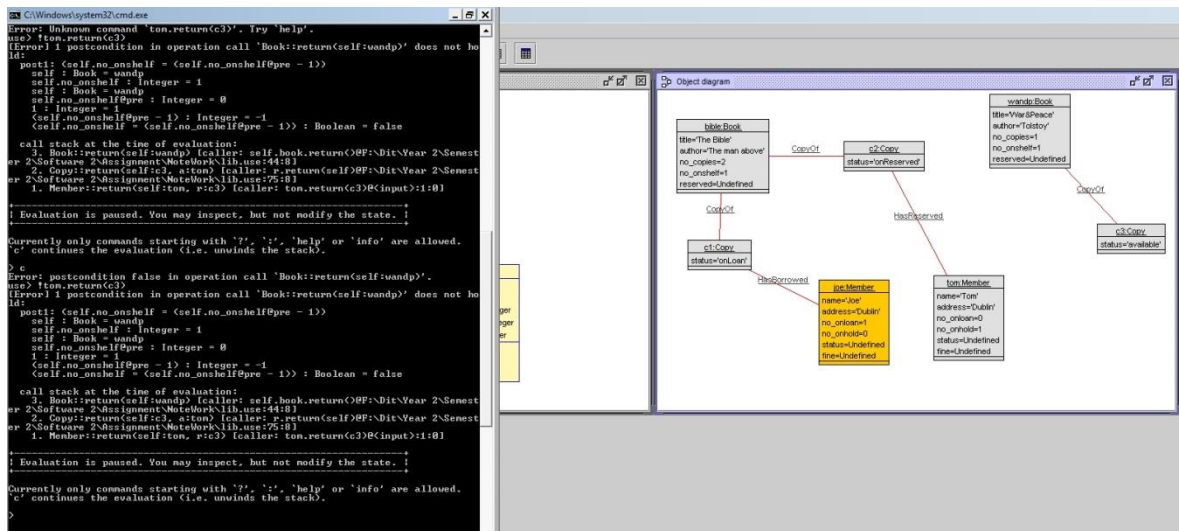 C:\Windows\system32\cmd.exe
Error: Unknown command `tom.return(c3)'. Try `help'.
use> !tom.return(c3)
[Error] 1 postcondition in operation call `Book::return(self:wandp)' does not ho
ld:
post1: (self.no_onshelf = (self.no_onshelf@pre - 1))
self : Book = wandp
self.no_onshelf : Integer = 1
self : Book = wandp
self.no_onshelf@pre : Integer = 0
1 : Integer = 1
(self.no_onshelf@pre - 1) : Integer = -1
(self.no_onshelf = (self.no_onshelf@pre - 1)) : Boolean = false
call stack at the time of evaluation:
3. Book::return(self:wandp) [caller: self.book.return()@F:\Dit\Year 2\Semest
er 2\Software 2\Assignment\NoteWork\lib.use:44:8]
2. Copy::return(self:c3, a:tom) [caller: r.return(self)@F:\Dit\Year 2\Semest
er 2\Software 2\Assignment\NoteWork\lib.use:75:8]
1. Member::return(self:tom, r:c3) [caller: tom.return(c3)@(input):1:0]
+-----------------------------------------------------------------+
! Evaluation is paused. You may inspect, but not modify the state. !
+-----------------------------------------------------------------+
Currently only commands starting with `?', `:', `help' or `info' are allowed.
`c' continues the evaluation (i.e. unwinds the stack).
> c
Error: postcondition false in operation call `Book::return(self:wandp)'.
use> !tom.return(c3)
[Error] 1 postcondition in operation call `Book::return(self:wandp)' does not ho
ld:
post1: (self.no_onshelf = (self.no_onshelf@pre - 1))
self : Book = wandp
self.no_onshelf : Integer = 1
self : Book = wandp
self.no_onshelf@pre : Integer = 0
1 : Integer = 1
(self.no_onshelf@pre - 1) : Integer = -1
(self.no_onshelf = (self.no_onshelf@pre - 1)) : Boolean = false
call stack at the time of evaluation:
3. Book::return(self:wandp) [caller: self.book.return()@F:\Dit\Year 2\Semest
er 2\Software 2\Assignment\NoteWork\lib.use:44:8]
2. Copy::return(self:c3, a:tom) [caller: r.return(self)@F:\Dit\Year 2\Semest
er 2\Software 2\Assignment\NoteWork\lib.use:75:8]
1. Member::return(self:tom, r:c3) [caller: tom.return(c3)@(input):1:0]
+-----------------------------------------------------------------+
! Evaluation is paused. You may inspect, but not modify the state. !
+-----------------------------------------------------------------+
Currently only commands starting with `?', `:', `help' or `info' are allowed.
`c' continues the evaluation (i.e. unwinds the stack).
>
Object diagram
bible:Book
title='The Bible'
author='The man above'
no_copies=2
no_onshelf=1
reserved=Undefined
CopyOf
c2:Copy
status='onReserved'
wandp:Book
title='War&Peace'
author='Tolstoy'
no_copies=1
no_onshelf=1
reserved=Undefined
CopyOf
CopyOf
HasReserved
c1:Copy
status='onLoan'
c3:Copy
status='available'
HasBorrowed
joe:Member
name='Joe'
address='Dublin'
no_onloan=1
no_onhold=0
status=Undefined
fine=Undefined
tom:Member
name='Tom'
address='Dublin'
no_onloan=0
no_onhold=1
status=Undefined
fine=Undefined